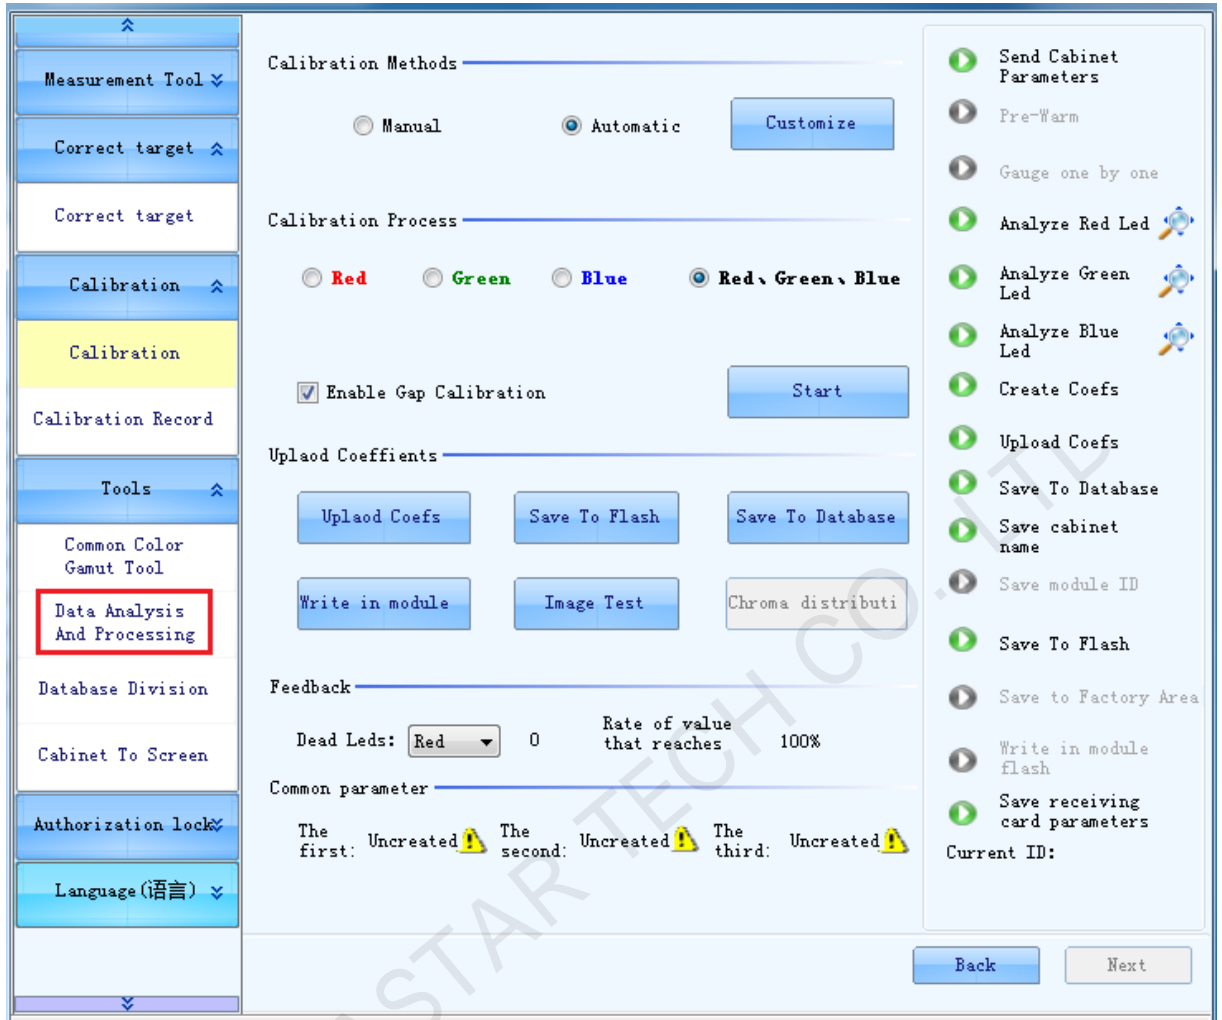 Measurement Tool
Correct target
Correct target
Calibration
Calibration
Calibration Record
Tools
Common Color
Gamut Tool
Data Analysis
And Processing
Database Division
Cabinet To Screen
Authorization lock
Language(语言)
Calibration Methods
Manual
Automatic
Customize
Calibration Process
Red
Green
Blue
Red、Green、Blue
Enable Gap Calibration
Start
Uplaod Coeffients
Uplaod Coefs
Save To Flash
Save To Database
Write in module
Image Test
Chroma distributi
Feedback
Dead Leds:
Red
0
Rate of value
that reaches
100%
Common parameter
The
first:
Uncreated
The
second:
Uncreated
The
third:
Uncreated
Send Cabinet
Parameters
Pre-Warm
Gauge one by one
Analyze Red Led
Analyze Green
Led
Analyze Blue
Led
Create Coefs
Upload Coefs
Save To Database
Save cabinet
name
Save module ID
Save To Flash
Save to Factory Area
Write in module
flash
Save receiving
card parameters
Current ID:
Back
Next
STAR TECH CO.,LTD